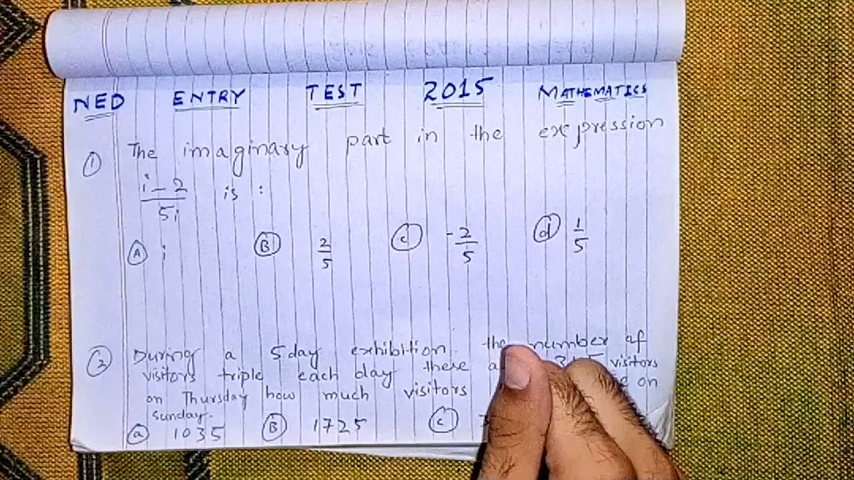 NED ENTRY TEST 2015 MATHEMATICS
① The imaginary part in the expression
i - 2 / 5i is :
Ⓐ i Ⓑ 2/5 Ⓒ -2/5 ⓓ 1/5
② During a 5 day exhibition the number of
visitors triple each day there visitors
on Thursday how much visitors on
sunday.
ⓐ 1035 Ⓑ 1725 Ⓒ